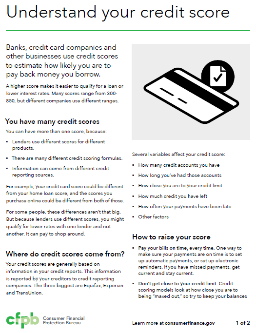 Understand your credit score
Banks, credit card companies and
other businesses use credit scores
to estimate how likely you are to
pay back money you borrow.
A higher score makes it easier to qualify for a loan or
lower interest rates. Many scores range from 300-
850, but different companies use different ranges.
You have many credit scores
You can have more than one score, because:
• Lenders use different scores for different
products.
• There are many different credit scoring formulas.
• Information can come from different credit
reporting sources.
For example, your credit card score could be different
from your home loan score, and the scores you
purchase online could be different from both of those.
For some people, these differences aren't big.
But because lenders use different scores, you might
qualify for lower rates with one lender and not
another. It can pay to shop around.
Where do credit scores come from?
Your credit scores are generally based on
information in your credit reports. This information
is reported by your creditors to credit reporting
companies. The three biggest are Equifax, Experian
and TransUnion.
Several variables affect your credit score:
• How many credit accounts you have
• How long you've had those accounts
• How close you are to your credit limit
• How much credit you have left
• How often your payments have been late
• Other factors
How to raise your score
• Pay your bills on time, every time. One way to
make sure your payments are on time is to set
up automatic payments, or set up electronic
reminders. If you have missed payments, get
current and stay current.
• Don't get close to your credit limit. Credit
scoring models look at how close you are to
being "maxed out," so try to keep your balances
cfpb Consumer Financial
Protection Bureau
Learn more at consumerfinance.gov
1 of 2